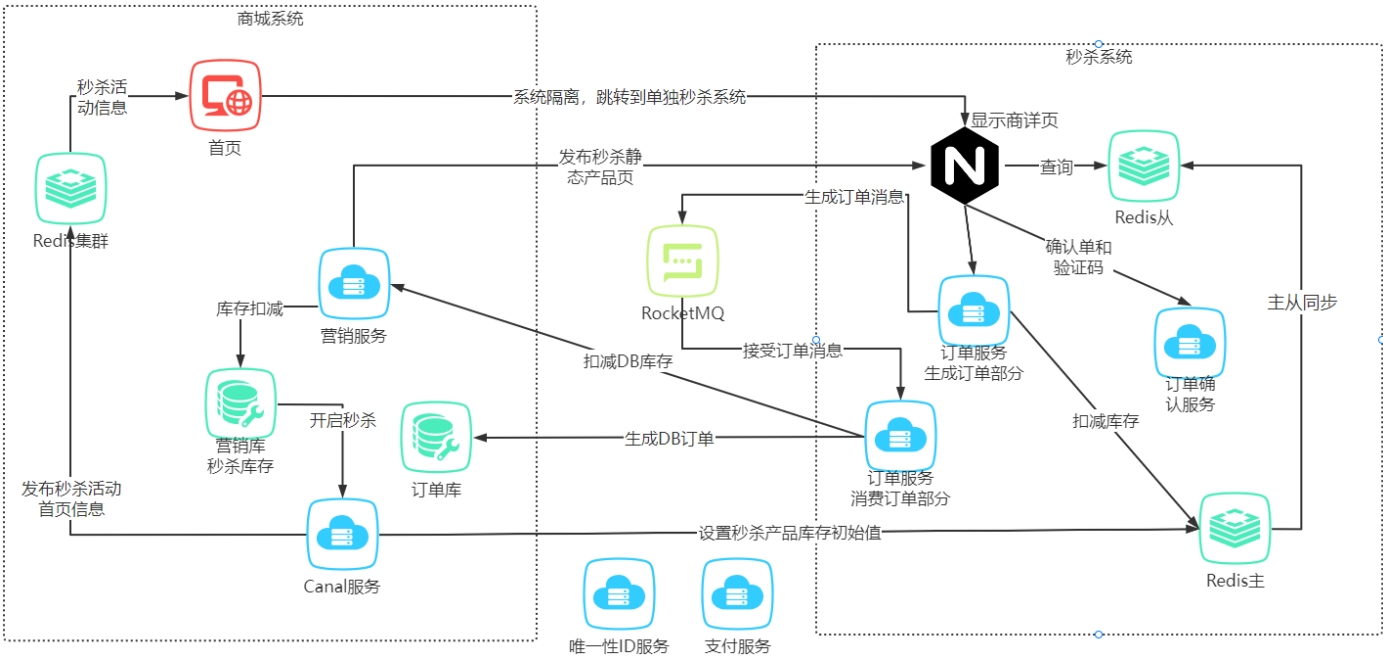 商城系统
秒杀系统
秒杀活
动信息
首页
系统隔离，跳转到单独秒杀系统
显示商详页
Redis集群
发布秒杀静
态产品页
查询
Redis从
生成订单消息
确认单和
验证码
库存扣减
营销服务
RocketMQ
主从同步
扣减DB库存
接受订单消息
订单服务
生成订单部分
订单确
认服务
开启秒杀
扣减库存
营销库
秒杀库存
生成DB订单
订单库
订单服务
消费订单部分
发布秒杀活动
首页信息
设置秒杀产品库存初始值
Canal服务
Redis主
唯一性ID服务
支付服务